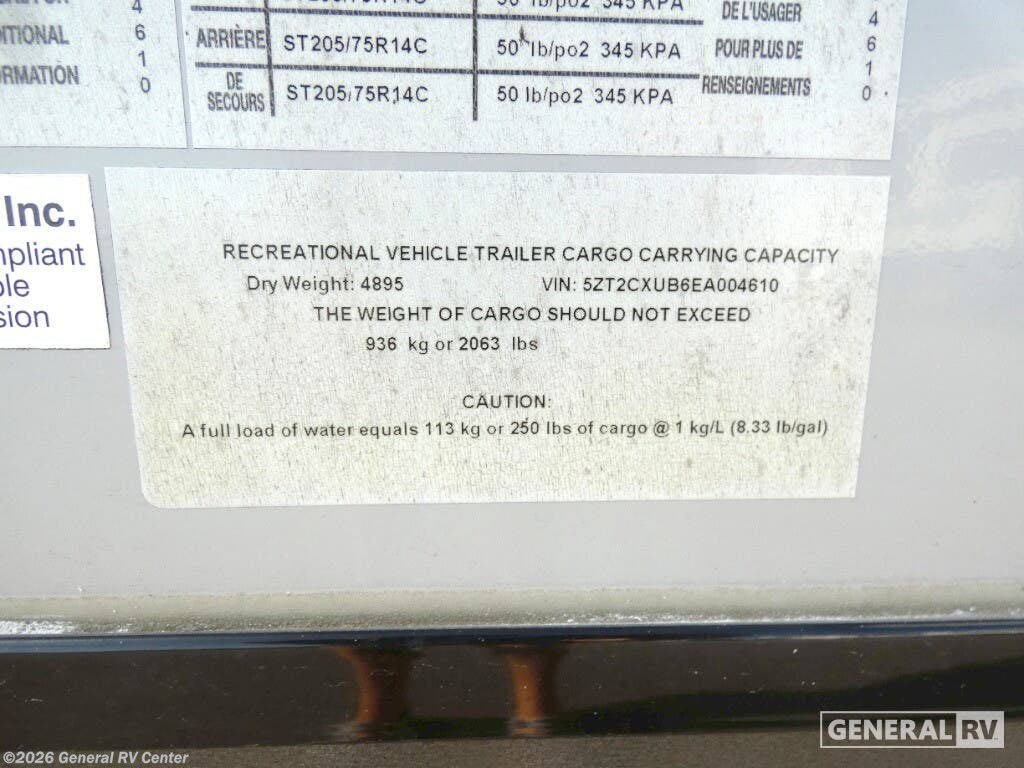 4
DITIONAL 6
1
ORMATION 0
345 KPA
ARRIÈRE ST205/75R14C 50 lb/po2 345 KPA
DE SECOURS ST205/75R14C 50 lb/po2 345 KPA
DE L'USAGER
POUR PLUS DE
RENSEIGNEMENTS
4
6
1
0
Inc.
mpliant
ble
sion
RECREATIONAL VEHICLE TRAILER CARGO CARRYING CAPACITY
Dry Weight: 4895 VIN: 5ZT2CXUB6EA004610
THE WEIGHT OF CARGO SHOULD NOT EXCEED
936 kg or 2063 lbs
CAUTION:
A full load of water equals 113 kg or 250 lbs of cargo @ 1 kg/L (8.33 lb/gal)
GENERAL RV
©2026 General RV Center